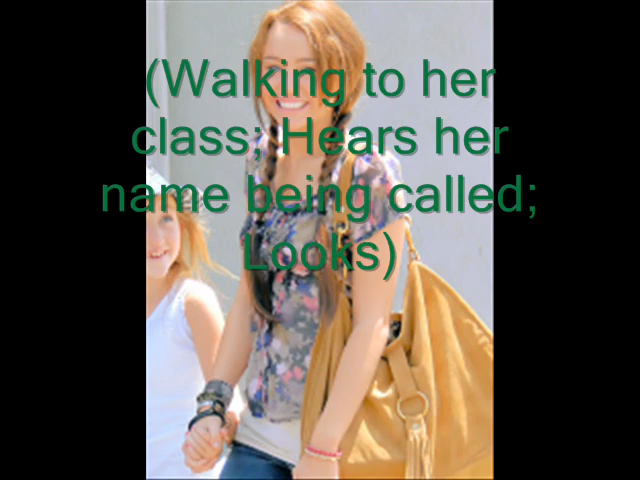 (Walking to her
class; Hears her
name being called;
Looks)